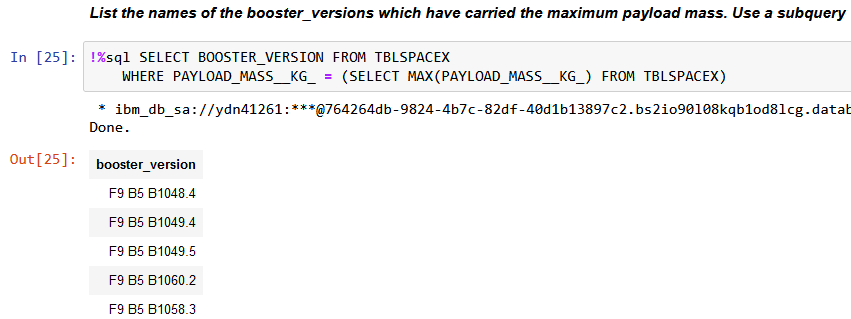 List the names of the booster_versions which have carried the maximum payload mass. Use a subquery
In [25]: !%sql SELECT BOOSTER_VERSION FROM TBLSPACEX
WHERE PAYLOAD_MASS__KG_ = (SELECT MAX(PAYLOAD_MASS__KG_) FROM TBLSPACEX)
* ibm_db_sa://ydn41261:***@764264db-9824-4b7c-82df-40d1b13897c2.bs2io90l08kqb1od8lcg.datab
Done.
Out[25]: booster_version
F9 B5 B1048.4
F9 B5 B1049.4
F9 B5 B1049.5
F9 B5 B1060.2
F9 B5 B1058.3